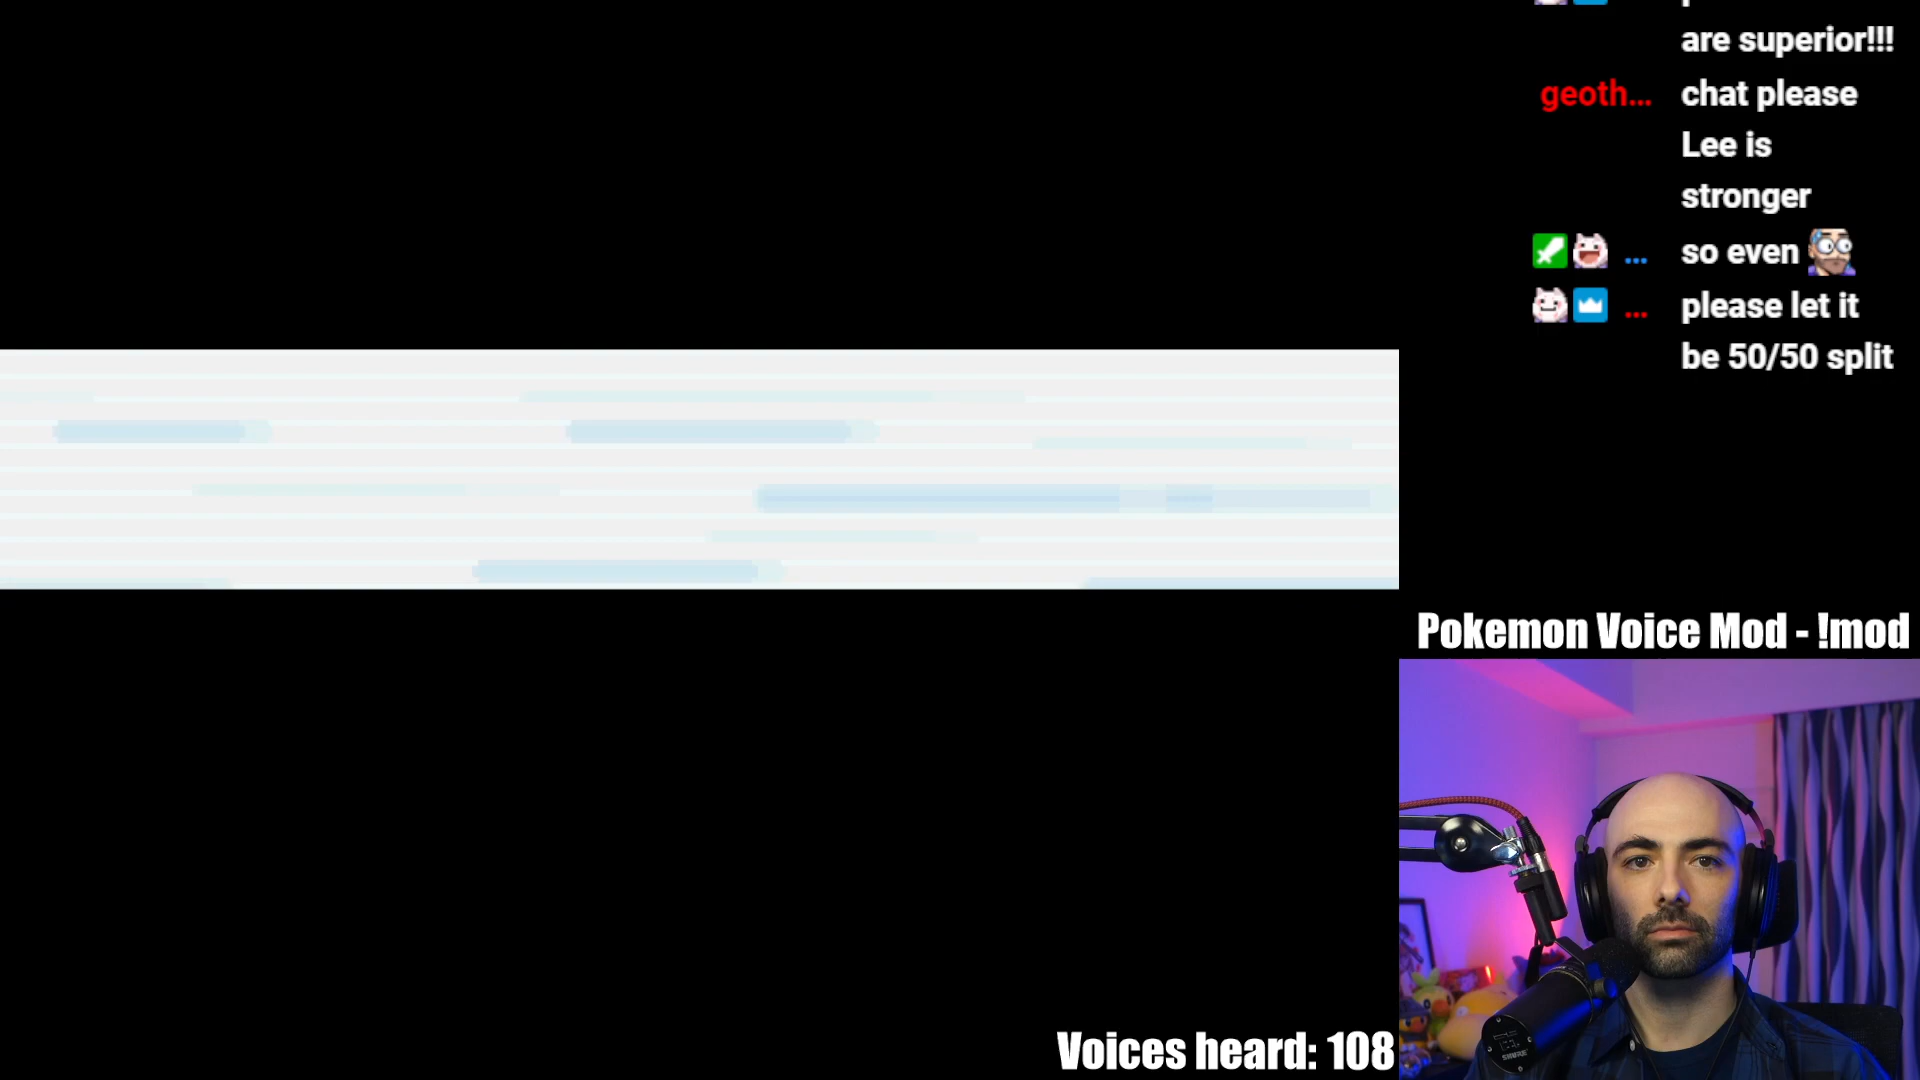 are superior!!!
geoth... chat please
Lee is
stronger
... so even
... please let it
be 50/50 split
Pokemon Voice Mod - !mod
SHURE
Voices heard: 108